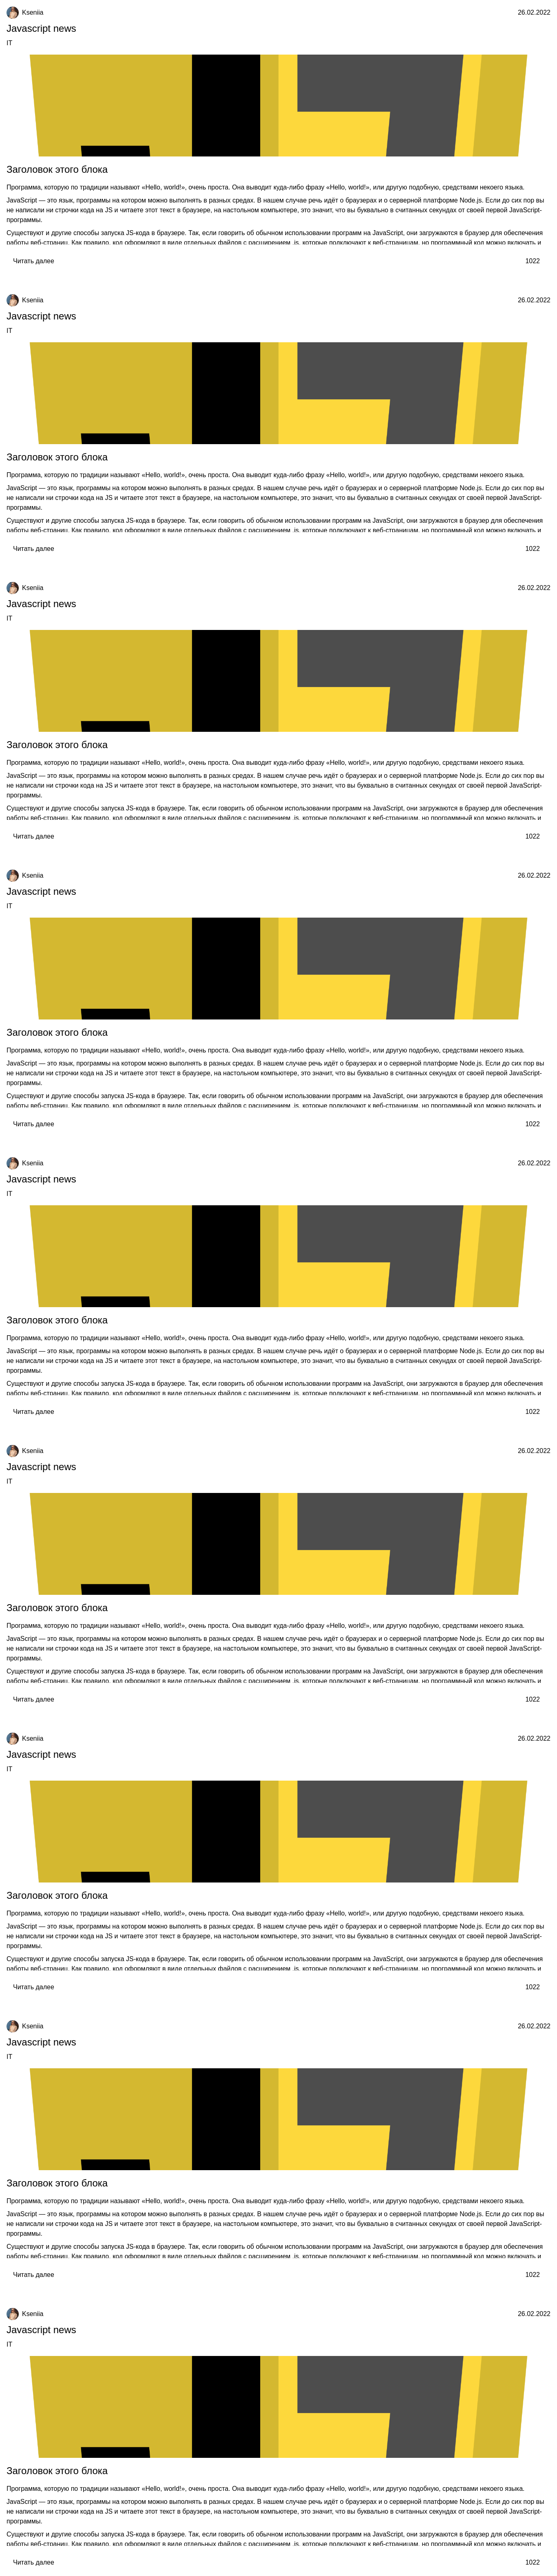 Kseniia 26.02.2022
Javascript news
IT
Заголовок этого блока
Программа, которую по традиции называют «Hello, world!», очень проста. Она выводит куда-либо фразу «Hello, world!», или другую подобную, средствами некоего языка.
JavaScript — это язык, программы на котором можно выполнять в разных средах. В нашем случае речь идёт о браузерах и о серверной платформе Node.js. Если до сих пор вы
не написали ни строчки кода на JS и читаете этот текст в браузере, на настольном компьютере, это значит, что вы буквально в считанных секундах от своей первой JavaScript-
программы.
Существуют и другие способы запуска JS-кода в браузере. Так, если говорить об обычном использовании программ на JavaScript, они загружаются в браузер для обеспечения
работы веб-страниц. Как правило, код оформляют в виде отдельных файлов с расширением .js, которые подключают к веб-страницам, но программный код можно включать и
Читать далее 1022
Kseniia 26.02.2022
Javascript news
IT
Заголовок этого блока
Программа, которую по традиции называют «Hello, world!», очень проста. Она выводит куда-либо фразу «Hello, world!», или другую подобную, средствами некоего языка.
JavaScript — это язык, программы на котором можно выполнять в разных средах. В нашем случае речь идёт о браузерах и о серверной платформе Node.js. Если до сих пор вы
не написали ни строчки кода на JS и читаете этот текст в браузере, на настольном компьютере, это значит, что вы буквально в считанных секундах от своей первой JavaScript-
программы.
Существуют и другие способы запуска JS-кода в браузере. Так, если говорить об обычном использовании программ на JavaScript, они загружаются в браузер для обеспечения
работы веб-страниц. Как правило, код оформляют в виде отдельных файлов с расширением .js, которые подключают к веб-страницам, но программный код можно включать и
Читать далее 1022
Kseniia 26.02.2022
Javascript news
IT
Заголовок этого блока
Программа, которую по традиции называют «Hello, world!», очень проста. Она выводит куда-либо фразу «Hello, world!», или другую подобную, средствами некоего языка.
JavaScript — это язык, программы на котором можно выполнять в разных средах. В нашем случае речь идёт о браузерах и о серверной платформе Node.js. Если до сих пор вы
не написали ни строчки кода на JS и читаете этот текст в браузере, на настольном компьютере, это значит, что вы буквально в считанных секундах от своей первой JavaScript-
программы.
Существуют и другие способы запуска JS-кода в браузере. Так, если говорить об обычном использовании программ на JavaScript, они загружаются в браузер для обеспечения
работы веб-страниц. Как правило, код оформляют в виде отдельных файлов с расширением .js, которые подключают к веб-страницам, но программный код можно включать и
Читать далее 1022
Kseniia 26.02.2022
Javascript news
IT
Заголовок этого блока
Программа, которую по традиции называют «Hello, world!», очень проста. Она выводит куда-либо фразу «Hello, world!», или другую подобную, средствами некоего языка.
JavaScript — это язык, программы на котором можно выполнять в разных средах. В нашем случае речь идёт о браузерах и о серверной платформе Node.js. Если до сих пор вы
не написали ни строчки кода на JS и читаете этот текст в браузере, на настольном компьютере, это значит, что вы буквально в считанных секундах от своей первой JavaScript-
программы.
Существуют и другие способы запуска JS-кода в браузере. Так, если говорить об обычном использовании программ на JavaScript, они загружаются в браузер для обеспечения
работы веб-страниц. Как правило, код оформляют в виде отдельных файлов с расширением .js, которые подключают к веб-страницам, но программный код можно включать и
Читать далее 1022
Kseniia 26.02.2022
Javascript news
IT
Заголовок этого блока
Программа, которую по традиции называют «Hello, world!», очень проста. Она выводит куда-либо фразу «Hello, world!», или другую подобную, средствами некоего языка.
JavaScript — это язык, программы на котором можно выполнять в разных средах. В нашем случае речь идёт о браузерах и о серверной платформе Node.js. Если до сих пор вы
не написали ни строчки кода на JS и читаете этот текст в браузере, на настольном компьютере, это значит, что вы буквально в считанных секундах от своей первой JavaScript-
программы.
Существуют и другие способы запуска JS-кода в браузере. Так, если говорить об обычном использовании программ на JavaScript, они загружаются в браузер для обеспечения
работы веб-страниц. Как правило, код оформляют в виде отдельных файлов с расширением .js, которые подключают к веб-страницам, но программный код можно включать и
Читать далее 1022
Kseniia 26.02.2022
Javascript news
IT
Заголовок этого блока
Программа, которую по традиции называют «Hello, world!», очень проста. Она выводит куда-либо фразу «Hello, world!», или другую подобную, средствами некоего языка.
JavaScript — это язык, программы на котором можно выполнять в разных средах. В нашем случае речь идёт о браузерах и о серверной платформе Node.js. Если до сих пор вы
не написали ни строчки кода на JS и читаете этот текст в браузере, на настольном компьютере, это значит, что вы буквально в считанных секундах от своей первой JavaScript-
программы.
Существуют и другие способы запуска JS-кода в браузере. Так, если говорить об обычном использовании программ на JavaScript, они загружаются в браузер для обеспечения
работы веб-страниц. Как правило, код оформляют в виде отдельных файлов с расширением .js, которые подключают к веб-страницам, но программный код можно включать и
Читать далее 1022
Kseniia 26.02.2022
Javascript news
IT
Заголовок этого блока
Программа, которую по традиции называют «Hello, world!», очень проста. Она выводит куда-либо фразу «Hello, world!», или другую подобную, средствами некоего языка.
JavaScript — это язык, программы на котором можно выполнять в разных средах. В нашем случае речь идёт о браузерах и о серверной платформе Node.js. Если до сих пор вы
не написали ни строчки кода на JS и читаете этот текст в браузере, на настольном компьютере, это значит, что вы буквально в считанных секундах от своей первой JavaScript-
программы.
Существуют и другие способы запуска JS-кода в браузере. Так, если говорить об обычном использовании программ на JavaScript, они загружаются в браузер для обеспечения
работы веб-страниц. Как правило, код оформляют в виде отдельных файлов с расширением .js, которые подключают к веб-страницам, но программный код можно включать и
Читать далее 1022
Kseniia 26.02.2022
Javascript news
IT
Заголовок этого блока
Программа, которую по традиции называют «Hello, world!», очень проста. Она выводит куда-либо фразу «Hello, world!», или другую подобную, средствами некоего языка.
JavaScript — это язык, программы на котором можно выполнять в разных средах. В нашем случае речь идёт о браузерах и о серверной платформе Node.js. Если до сих пор вы
не написали ни строчки кода на JS и читаете этот текст в браузере, на настольном компьютере, это значит, что вы буквально в считанных секундах от своей первой JavaScript-
программы.
Существуют и другие способы запуска JS-кода в браузере. Так, если говорить об обычном использовании программ на JavaScript, они загружаются в браузер для обеспечения
работы веб-страниц. Как правило, код оформляют в виде отдельных файлов с расширением .js, которые подключают к веб-страницам, но программный код можно включать и
Читать далее 1022
Kseniia 26.02.2022
Javascript news
IT
Заголовок этого блока
Программа, которую по традиции называют «Hello, world!», очень проста. Она выводит куда-либо фразу «Hello, world!», или другую подобную, средствами некоего языка.
JavaScript — это язык, программы на котором можно выполнять в разных средах. В нашем случае речь идёт о браузерах и о серверной платформе Node.js. Если до сих пор вы
не написали ни строчки кода на JS и читаете этот текст в браузере, на настольном компьютере, это значит, что вы буквально в считанных секундах от своей первой JavaScript-
программы.
Существуют и другие способы запуска JS-кода в браузере. Так, если говорить об обычном использовании программ на JavaScript, они загружаются в браузер для обеспечения
работы веб-страниц. Как правило, код оформляют в виде отдельных файлов с расширением .js, которые подключают к веб-страницам, но программный код можно включать и
Читать далее 1022